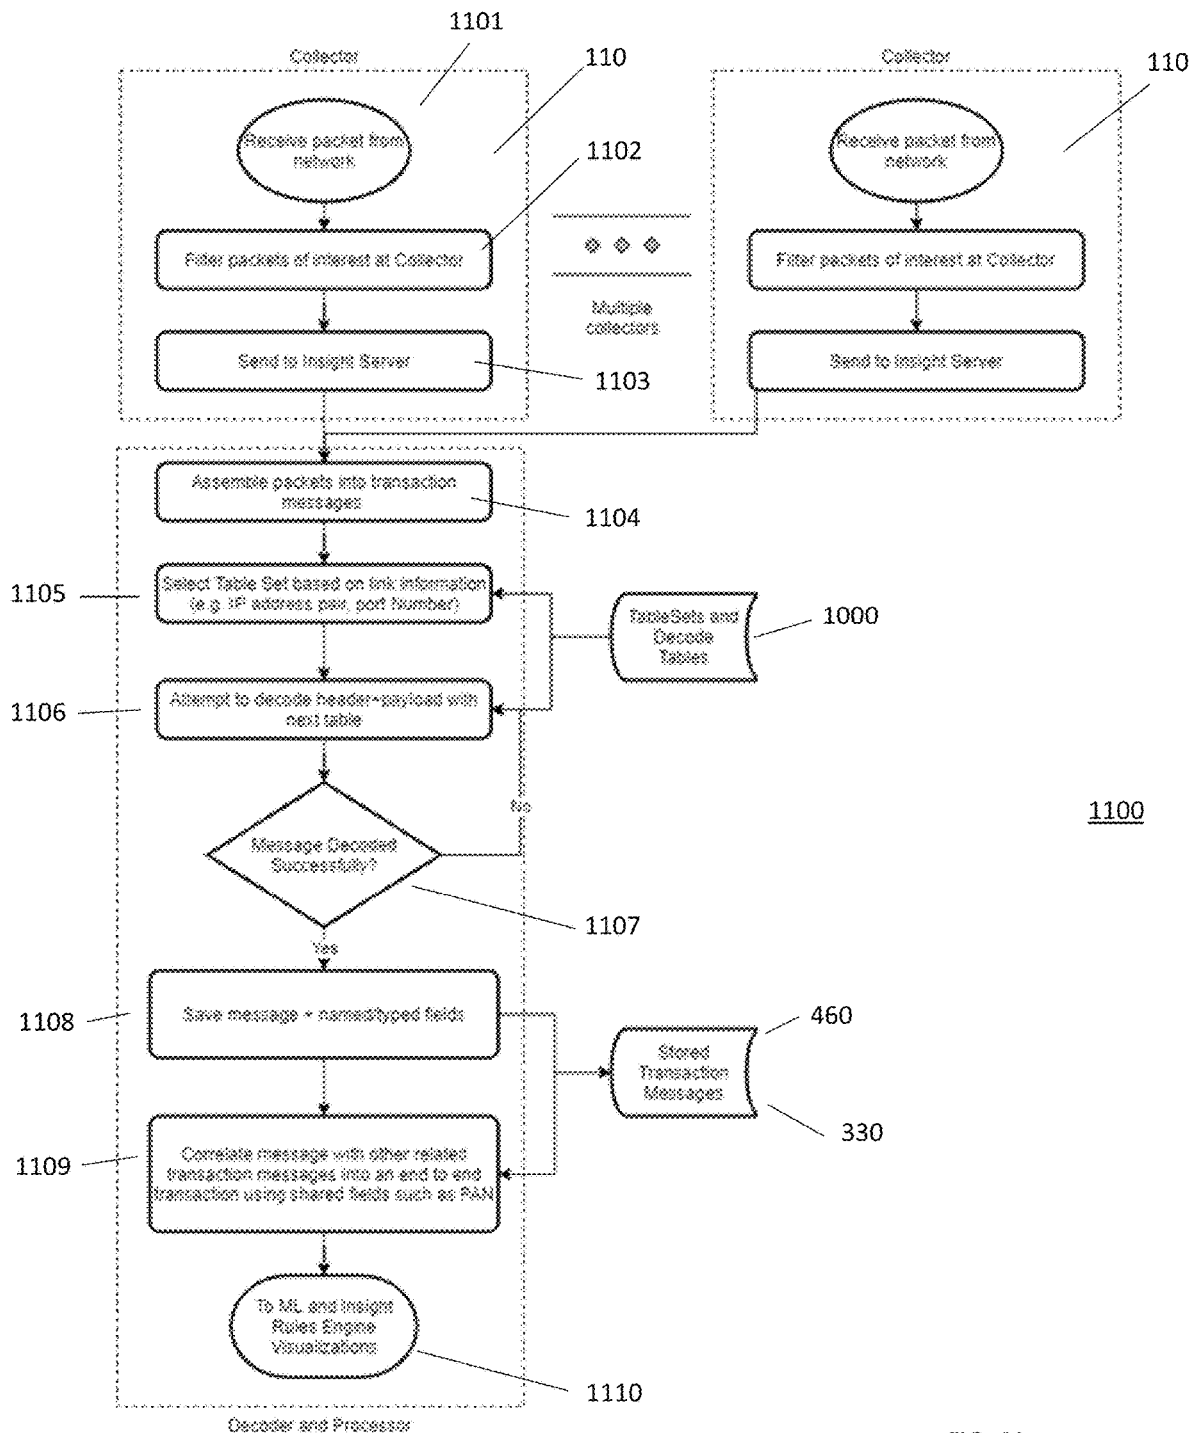 1101
Collector
110
Collector
110
Receive packet from
network
Receive packet from
network
1102
Filter packets of interest at Collector
Filter packets of interest at Collector
Multiple
collectors
Send to Insight Server
1103
Send to Insight Server
Assemble packets into transaction
messages
1104
1105
Select Table Set based on link information
(e.g. IP address pair, port Number)
TableSets and
Decode
Tables
1000
1106
Attempt to decode header+payload with
next table
No
1100
Message Decoded
Successfully?
1107
Yes
1108
Save message + named/typed fields
460
Stored
Transaction
Messages
330
1109
Correlate message with other related
transaction messages into an end to end
transaction using shared fields such as PAN
To ML and Insight
Rules Engine
Visualizations
1110
Decoder and Processor